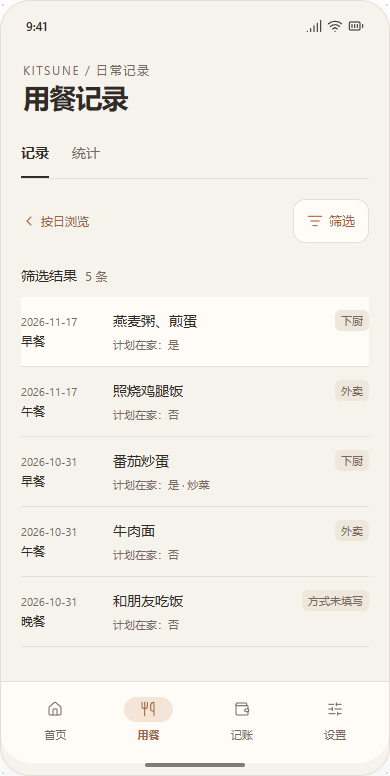 9:41
KITSUNE / 日常记录
用餐记录
记录 统计
按日浏览 筛选
筛选结果 5 条
2026-11-17 燕麦粥、煎蛋 下厨
早餐 计划在家：是
2026-11-17 照烧鸡腿饭 外卖
午餐 计划在家：否
2026-10-31 番茄炒蛋 下厨
早餐 计划在家：是 · 炒菜
2026-10-31 牛肉面 外卖
午餐 计划在家：否
2026-10-31 和朋友吃饭 方式未填写
晚餐 计划在家：否
首页 用餐 记账 设置